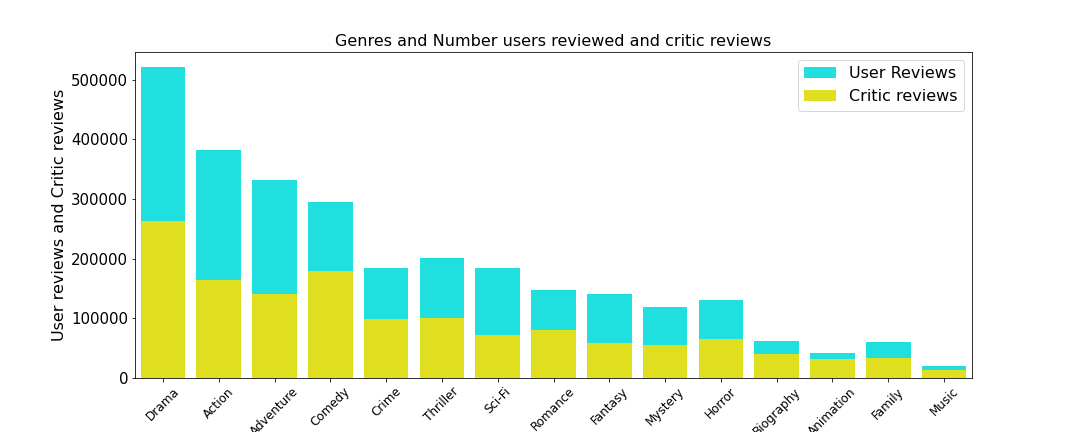 Genres and Number users reviewed and critic reviews
User Reviews
Critic reviews
User reviews and Critic reviews
500000
400000
300000
200000
100000
0
Drama
Action
Adventure
Comedy
Crime
Thriller
Sci-Fi
Romance
Fantasy
Mystery
Horror
Biography
Animation
Family
Music